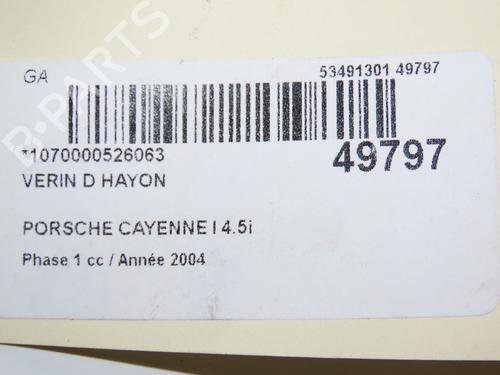 GA
53491301 49797
*1070000526063
49797
VERIN D HAYON
PORSCHE CAYENNE I 4.5i
Phase 1 cc / Année 2004
B-PARTS